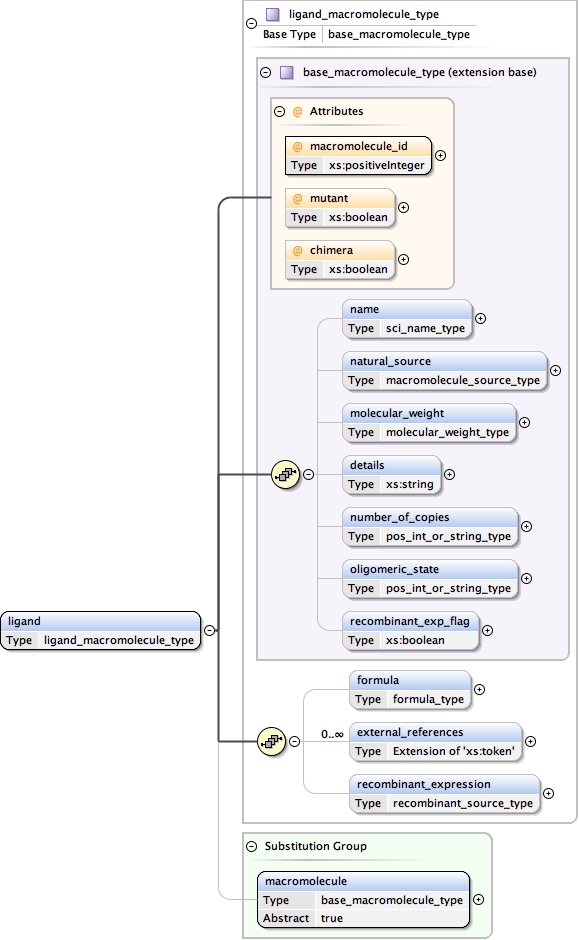 ligand_macromolecule_type
Base Type base_macromolecule_type
base_macromolecule_type (extension base)
@ Attributes
@ macromolecule_id
Type xs:positiveInteger
@ mutant
Type xs:boolean
@ chimera
Type xs:boolean
name
Type sci_name_type
natural_source
Type macromolecule_source_type
molecular_weight
Type molecular_weight_type
details
Type xs:string
number_of_copies
Type pos_int_or_string_type
oligomeric_state
Type pos_int_or_string_type
recombinant_exp_flag
Type xs:boolean
ligand
Type ligand_macromolecule_type
formula
Type formula_type
0..∞
external_references
Type Extension of 'xs:token'
recombinant_expression
Type recombinant_source_type
Substitution Group
macromolecule
Type base_macromolecule_type
Abstract true